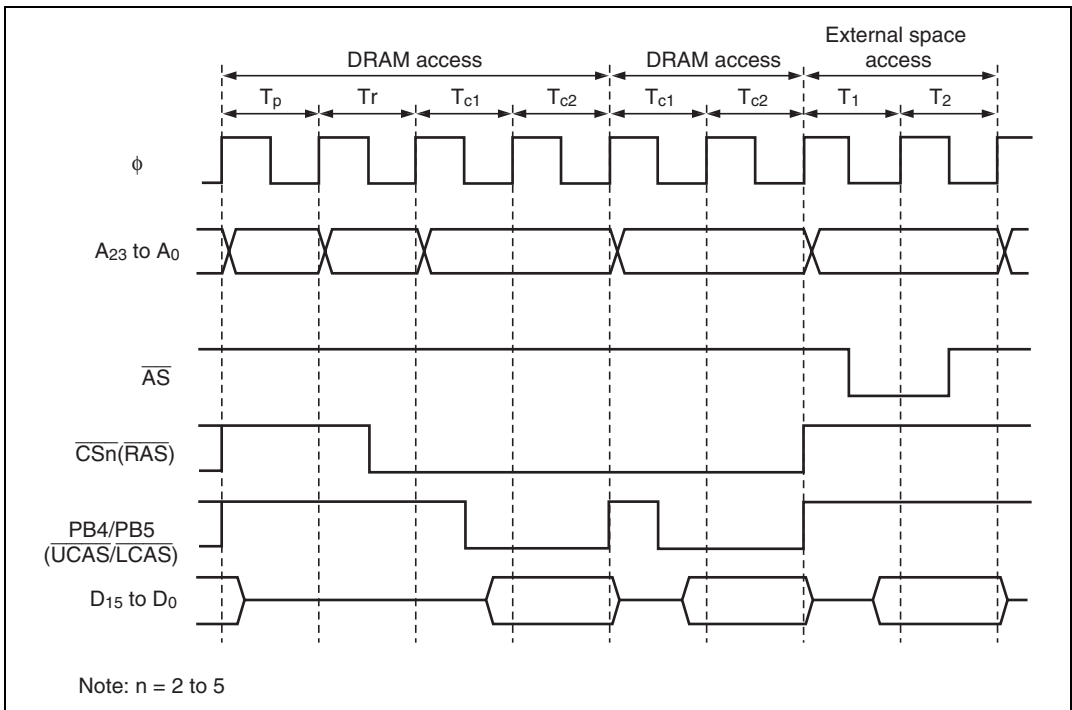 External space
access
DRAM access
DRAM access
Tp
Tr
Tc1
Tc2
Tc1
Tc2
T1
T2
ϕ
A23 to A0
AS
CSn(RAS)
PB4/PB5
(UCAS/LCAS)
D15 to D0
Note: n = 2 to 5